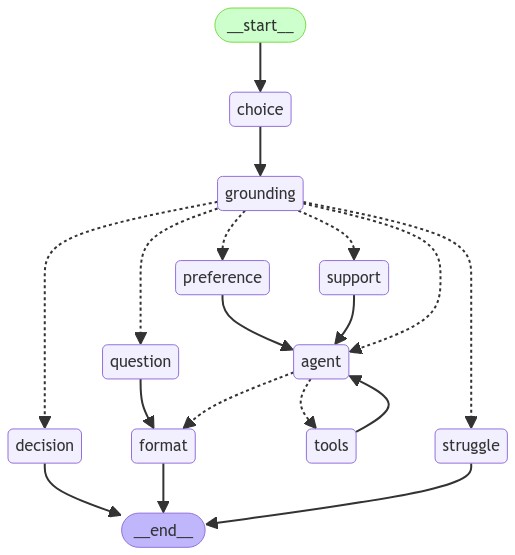 __start__
choice
grounding
preference
support
question
agent
decision
format
tools
struggle
__end__